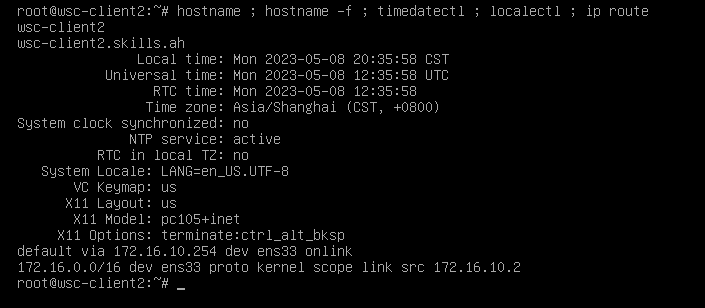 root@wsc-client2:~# hostname ; hostname -f ; timedatectl ; localectl ; ip route
wsc-client2
wsc-client2.skills.ah
Local time: Mon 2023-05-08 20:35:58 CST
Universal time: Mon 2023-05-08 12:35:58 UTC
RTC time: Mon 2023-05-08 12:35:58
Time zone: Asia/Shanghai (CST, +0800)
System clock synchronized: no
NTP service: active
RTC in local TZ: no
System Locale: LANG=en_US.UTF-8
VC Keymap: us
X11 Layout: us
X11 Model: pc105+inet
X11 Options: terminate:ctrl_alt_bksp
default via 172.16.10.254 dev ens33 onlink
172.16.0.0/16 dev ens33 proto kernel scope link src 172.16.10.2
root@wsc-client2:~# _